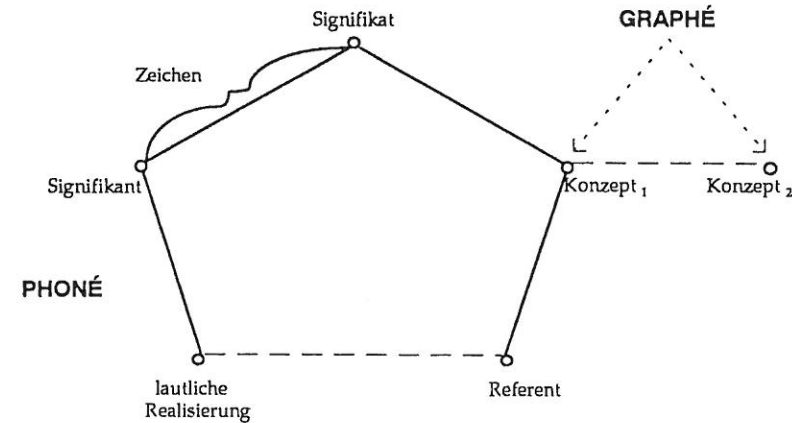 Signifikat
GRAPHÉ
Zeichen
Signifikant
Konzept 1
Konzept 2
PHONÉ
lautliche
Realisierung
Referent